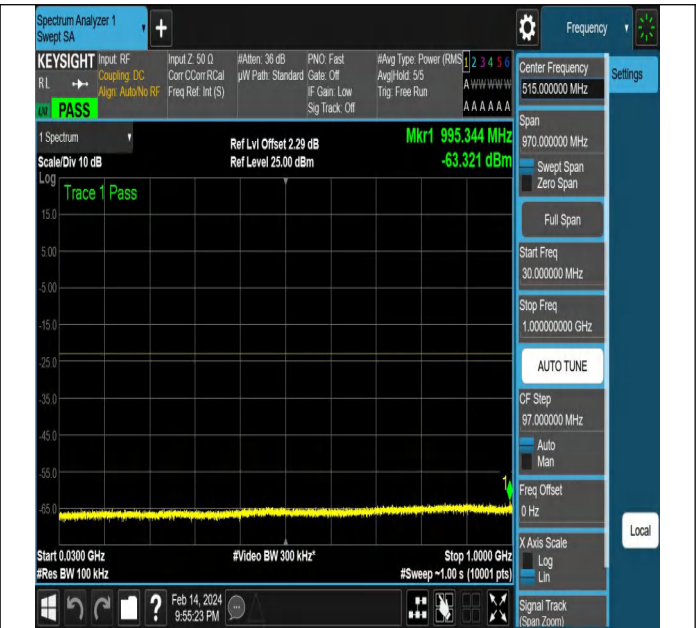 Spectrum Analyzer 1
Swept SA
+
Frequency
KEYSIGHT
RL
PASS
Input: RF
Coupling: DC
Align: Auto/No RF
Input Z: 50 Ω
Corr CCorr RCal
Freq Ref: Int (S)
#Atten: 36 dB
µW Path: Standard
PNO: Fast
Gate: Off
IF Gain: Low
Sig Track: Off
#Avg Type: Power (RMS
Avg|Hold: 5/5
Trig: Free Run
1 2 3 4 5 6
A W W W W W
A A A A A A
1 Spectrum
Scale/Div 10 dB
Ref Lvl Offset 2.29 dB
Ref Level 25.00 dBm
Mkr1 995.344 MHz
-63.321 dBm
Log
Trace 1 Pass
15.0
5.00
-5.00
-15.0
-25.0
-35.0
-45.0
-55.0
-65.0
1
Start 0.0300 GHz
#Res BW 100 kHz
#Video BW 300 kHz*
Stop 1.0000 GHz
#Sweep ~1.00 s (10001 pts)
?
Feb 14, 2024
9:55:23 PM
Center Frequency
515.000000 MHz
Settings
Span
970.000000 MHz
Swept Span
Zero Span
Full Span
Start Freq
30.000000 MHz
Stop Freq
1.000000000 GHz
AUTO TUNE
CF Step
97.000000 MHz
Auto
Man
Freq Offset
0 Hz
Local
X Axis Scale
Log
Lin
Signal Track
(Span Zoom)